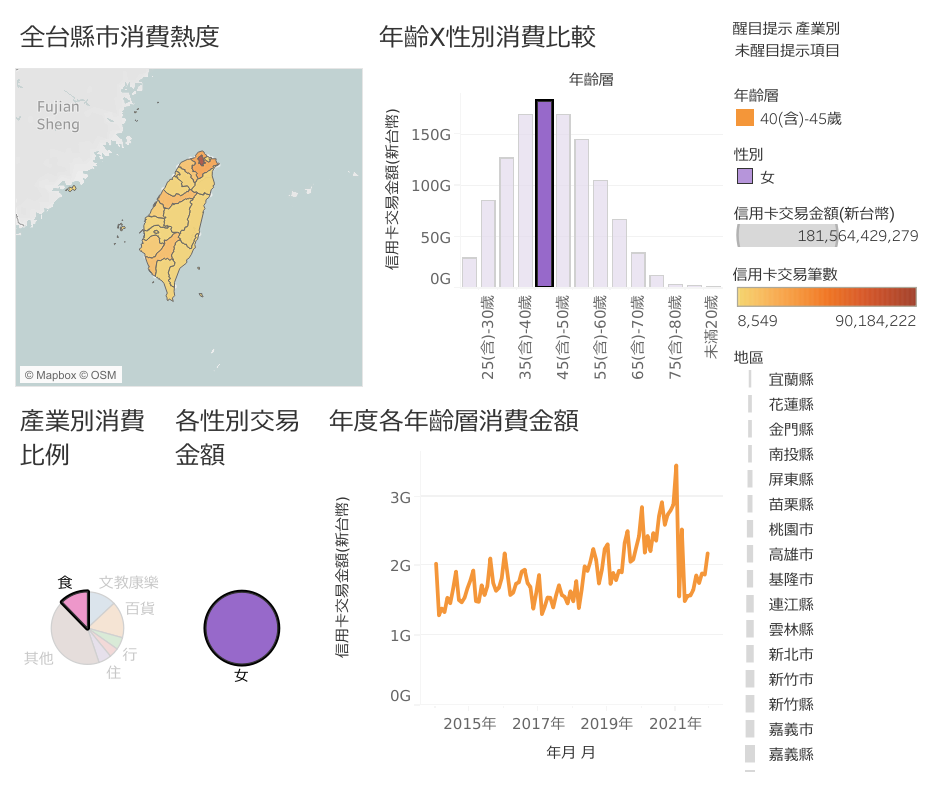 全台縣市消費熱度
Fujian
Sheng
© Mapbox © OSM
年齡X性別消費比較
年齡層
信用卡交易金額(新台幣)
150G
100G
50G
0G
25(含)-30歲
35(含)-40歲
45(含)-50歲
55(含)-60歲
65(含)-70歲
75(含)-80歲
未滿20歲
醒目提示 產業別
未醒目提示項目
年齡層
40(含)-45歲
性別
女
信用卡交易金額(新台幣)
181,564,429,279
信用卡交易筆數
8,549
90,184,222
地區
宜蘭縣
花蓮縣
金門縣
南投縣
屏東縣
苗栗縣
桃園市
高雄市
基隆市
連江縣
雲林縣
新北市
新竹市
新竹縣
嘉義市
嘉義縣
產業別消費
比例
食
文教康樂
百貨
行
住
其他
各性別交易
金額
女
年度各年齡層消費金額
信用卡交易金額(新台幣)
3G
2G
1G
0G
2015年
2017年
2019年
2021年
年月 月